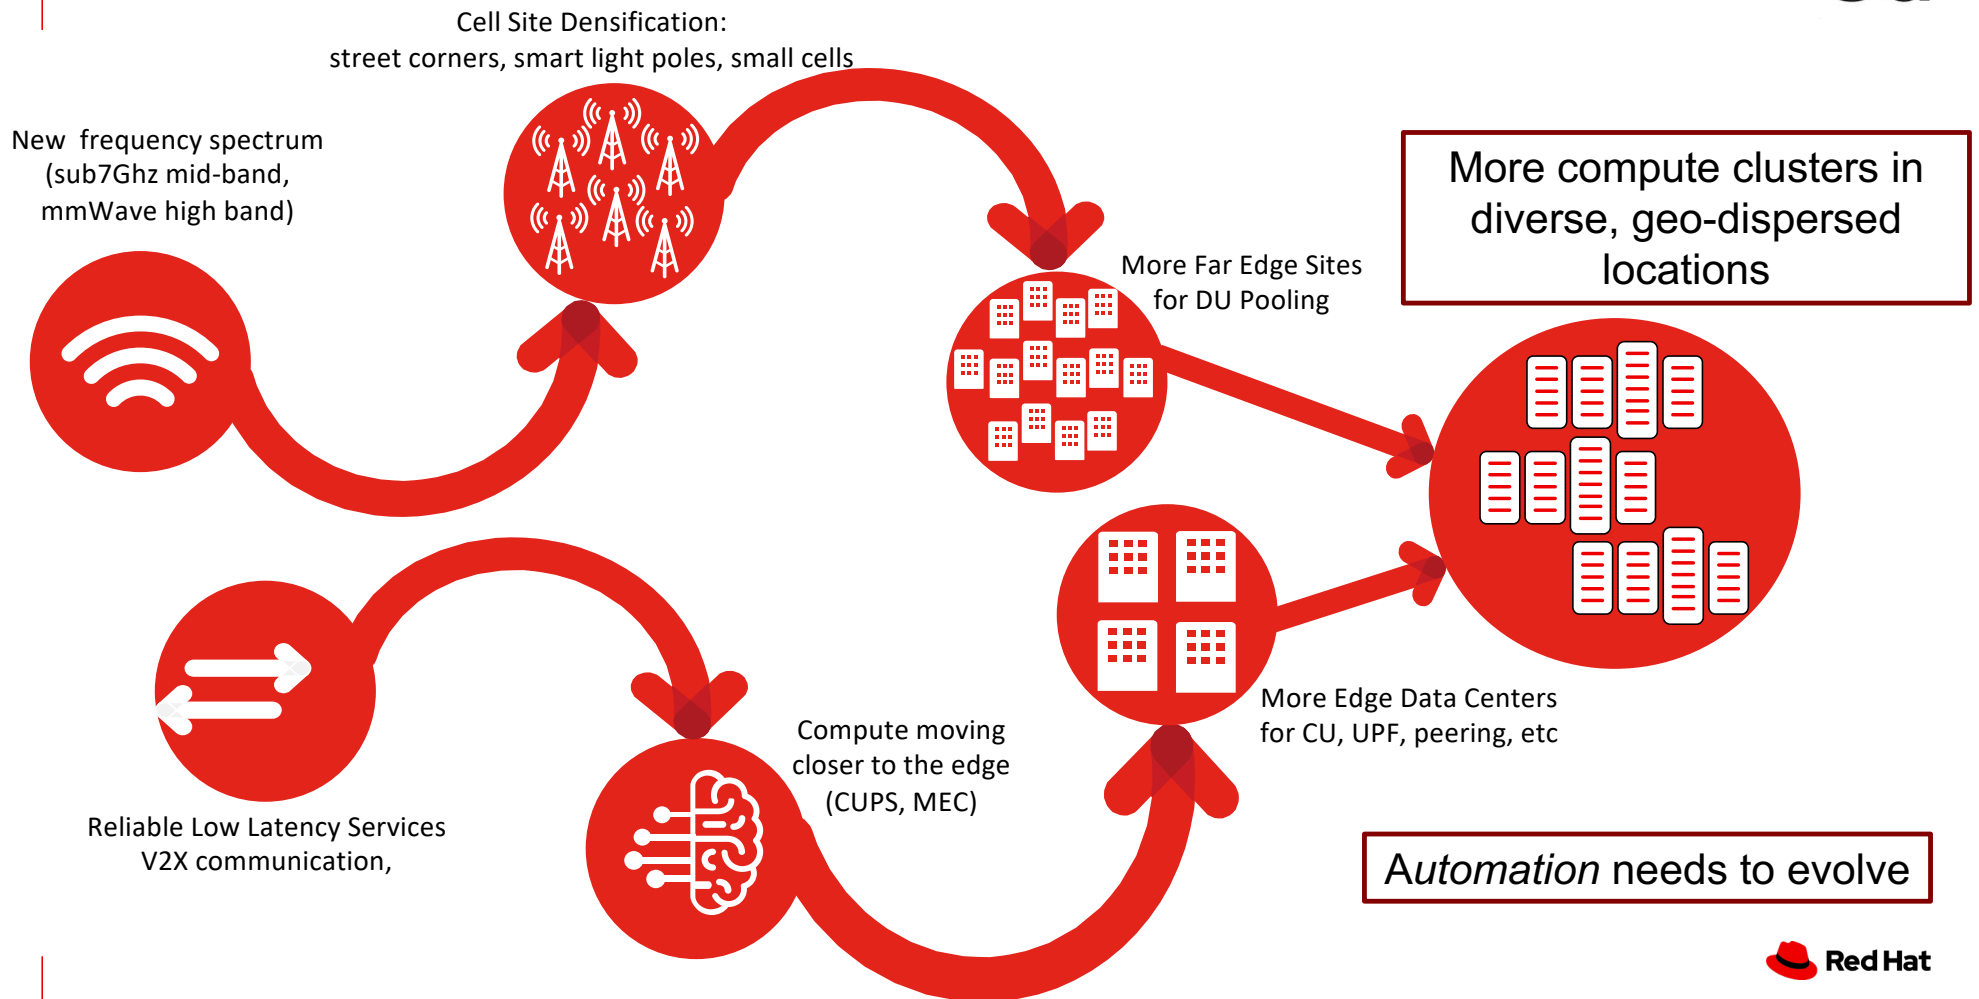 Cell Site Densification:
street corners, smart light poles, small cells
New frequency spectrum
(sub7Ghz mid-band,
mmWave high band)
More compute clusters in
diverse, geo-dispersed
locations
More Far Edge Sites
for DU Pooling
More Edge Data Centers
for CU, UPF, peering, etc
Compute moving
closer to the edge
(CUPS, MEC)
Reliable Low Latency Services
V2X communication,
Automation needs to evolve
Red Hat